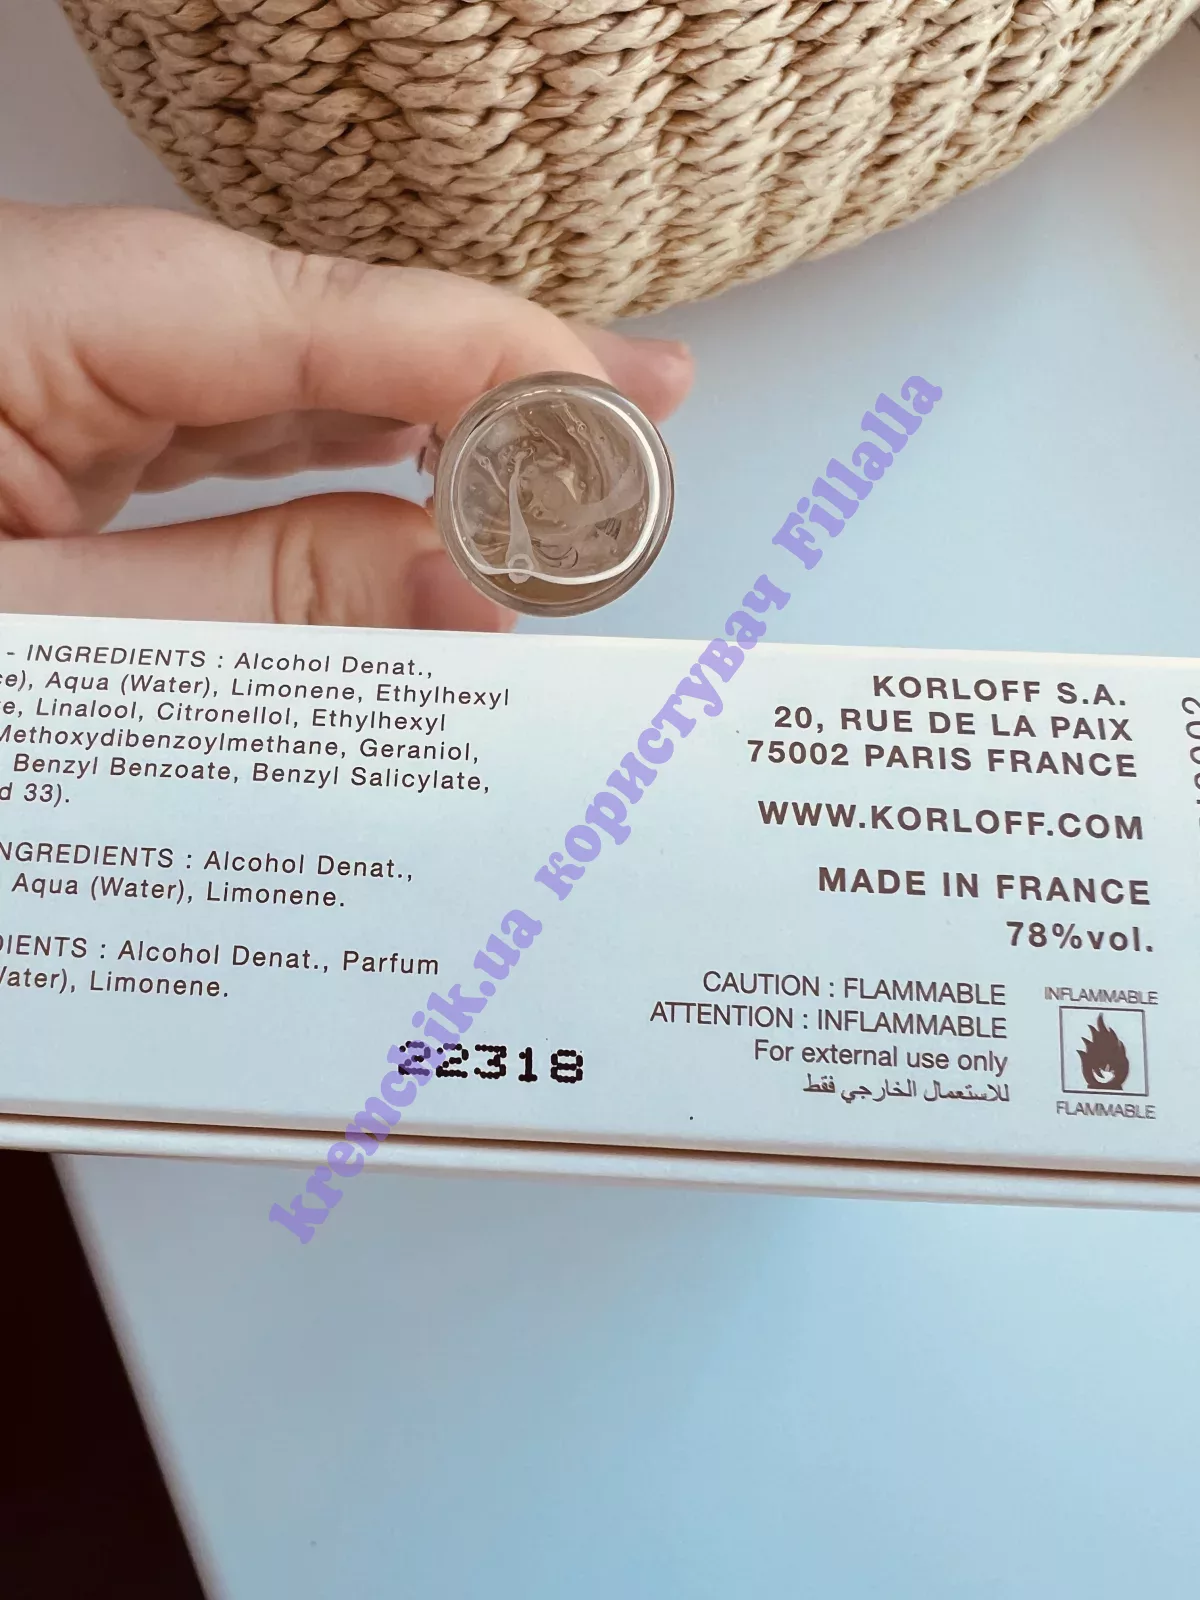 - INGREDIENTS : Alcohol Denat.,
Aqua (Water), Limonene, Ethylhexyl
Linalool, Citronellol, Ethylhexyl
Methoxydibenzoylmethane, Geraniol,
Benzyl Benzoate, Benzyl Salicylate,
33).
NGREDIENTS : Alcohol Denat.,
Aqua (Water), Limonene.
DIENTS : Alcohol Denat., Parfum
Vater), Limonene.
22318
KORLOFF S.A.
20, RUE DE LA PAIX
75002 PARIS FRANCE
WWW.KORLOFF.COM
MADE IN FRANCE
78%vol.
CAUTION : FLAMMABLE
ATTENTION : INFLAMMABLE
For external use only
للاستعمال الخارجي فقط
INFLAMMABLE
FLAMMABLE
kremchik.ua користувач Fillalla